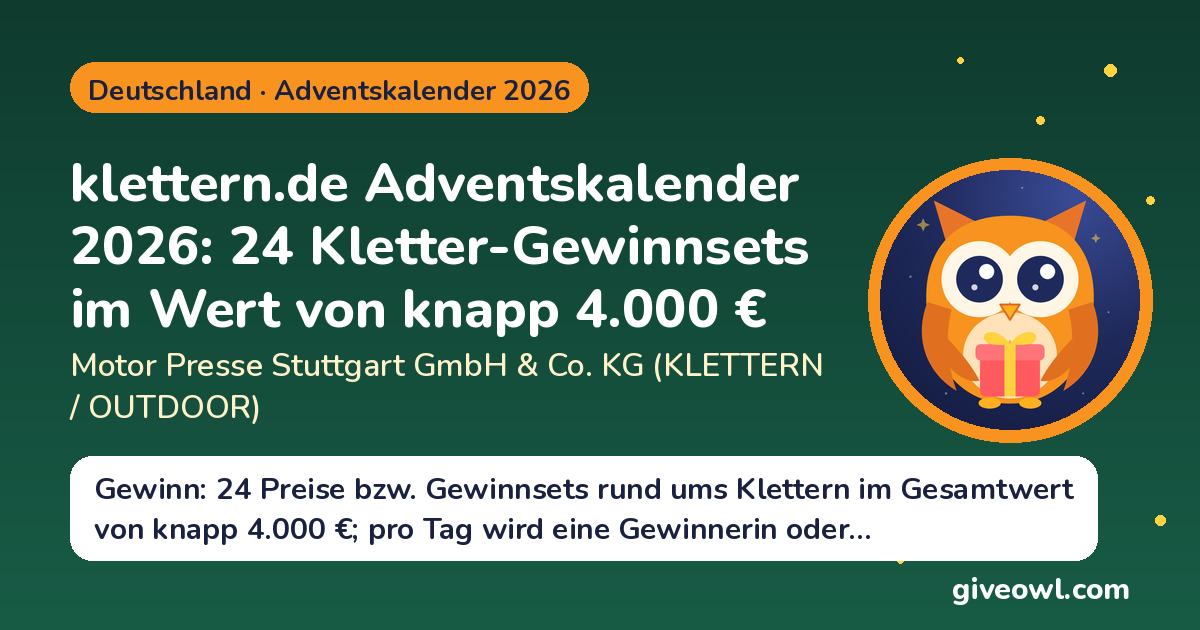 Deutschland · Adventskalender 2026
klettern.de Adventskalender
2026: 24 Kletter-Gewinnsets
im Wert von knapp 4.000 €
Motor Presse Stuttgart GmbH & Co. KG (KLETTERN
/ OUTDOOR)
Gewinn: 24 Preise bzw. Gewinnsets rund ums Klettern im Gesamtwert
von knapp 4.000 €; pro Tag wird eine Gewinnerin oder...
giveowl.com